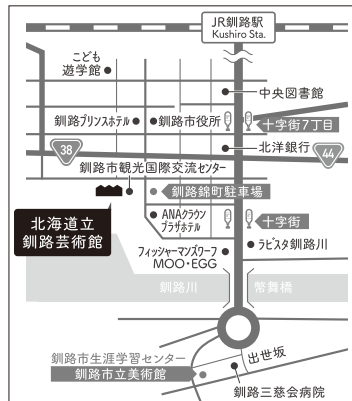 JR釧路駅
Kushiro Sta.
こども
遊学館
中央図書館
釧路プリンスホテル
釧路市役所
十字街7丁目
38
北洋銀行
44
釧路市観光国際交流センター
釧路錦町駐車場
北海道立
釧路芸術館
ANAクラウン
プラザホテル
十字街
フィッシャーマンズワーフ
MOO・EGG
ラビスタ釧路川
釧路川
幣舞橋
釧路市生涯学習センター
釧路市立美術館
出世坂
釧路三慈会病院